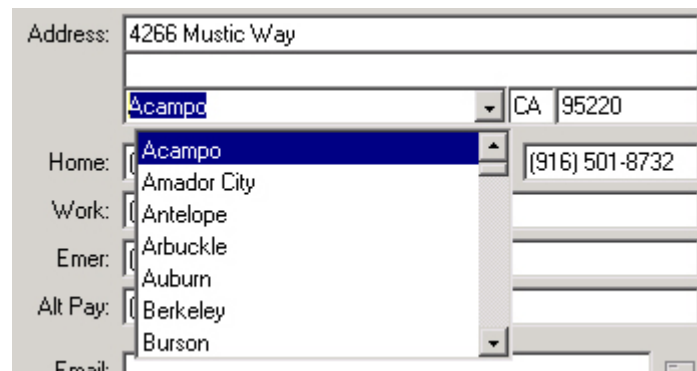 Address: 4266 Mustic Way
Acampo CA 95220
Acampo
Home: ( (916) 501-8732
Amador City
Work: ( Antelope
Arbuckle
Emer: (
Auburn
Alt Pay: ( Berkeley
Burson
Email: